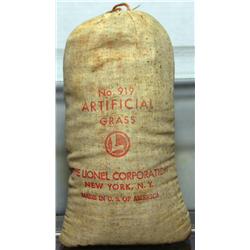 No. 919
ARTIFICIAL
GRASS
THE LIONEL CORPORATION
NEW YORK, N. Y.
MADE IN U. S. OF AMERICA